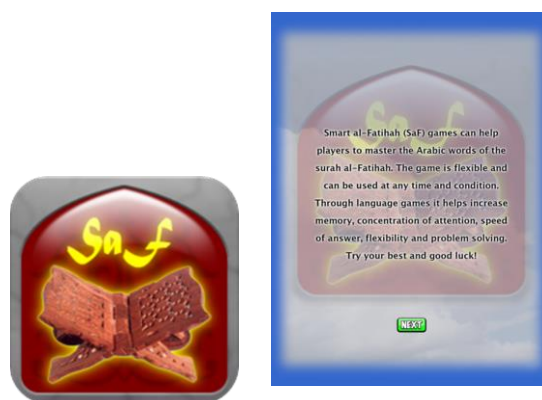 SaF
Smart al-Fatihah (SaF) games can help
players to master the Arabic words of the
surah al-Fatihah. The game is flexible and
can be used at any time and condition.
Through language games it helps increase
memory, concentration of attention, speed
of answer, flexibility and problem solving.
Try your best and good luck!
NEXT